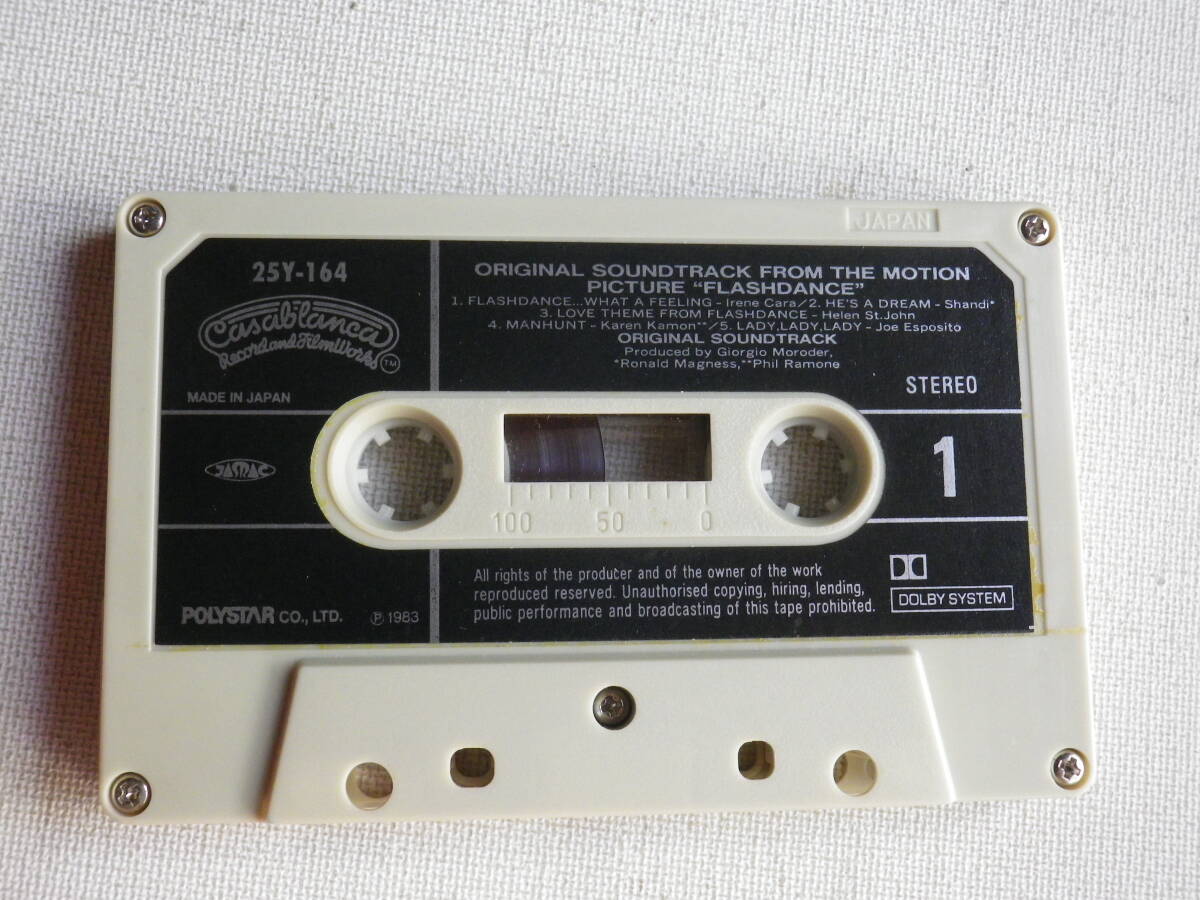 JAPAN
25Y-164
Casablanca
Record and FilmWorks ™
MADE IN JAPAN
ORIGINAL SOUNDTRACK FROM THE MOTION
PICTURE "FLASHDANCE"
1. FLASHDANCE...WHAT A FEELING - Irene Cara/2. HE'S A DREAM - Shandi*
3. LOVE THEME FROM FLASHDANCE - Helen St.John
4. MANHUNT - Karen Kamon**/5. LADY,LADY,LADY - Joe Esposito
ORIGINAL SOUNDTRACK
Produced by Giorgio Moroder,
*Ronald Magness,**Phil Ramone
STEREO
JASRAC
1
100 50 0
POLYSTAR CO., LTD. Ⓟ 1983
All rights of the producer and of the owner of the work
reproduced reserved. Unauthorised copying, hiring, lending,
public performance and broadcasting of this tape prohibited.
DOLBY SYSTEM